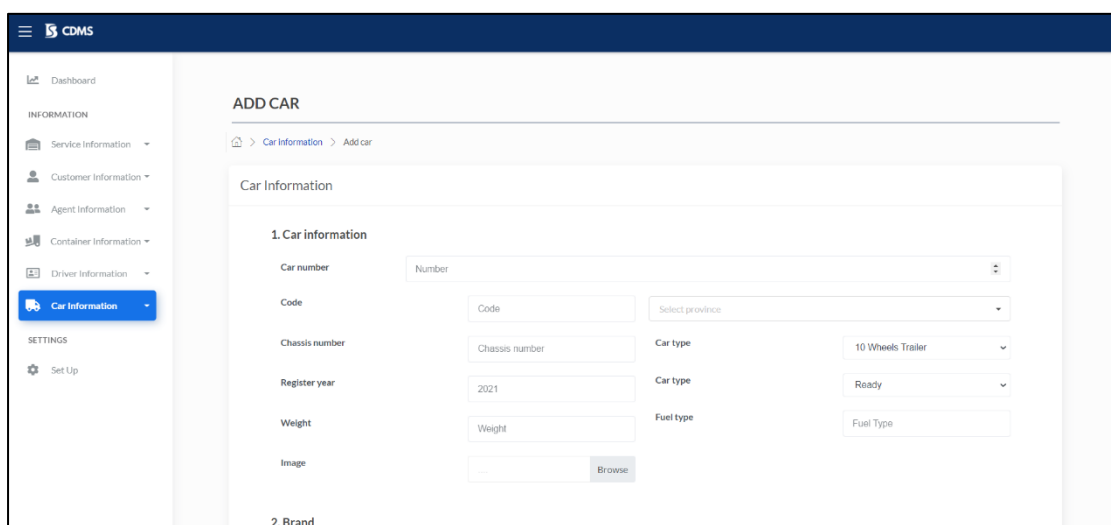 CDMS
Dashboard
INFORMATION
Service Information
Customer Information
Agent Information
Container Information
Driver Information
Car Information
SETTINGS
Set Up
ADD CAR
> Car information > Add car
Car Information
1. Car information
Car number Number
Code Code Select province
Chassis number Chassis number Car type 10 Wheels Trailer
Register year 2021 Car type Ready
Weight Weight Fuel type Fuel Type
Image .... Browse
2. Brand